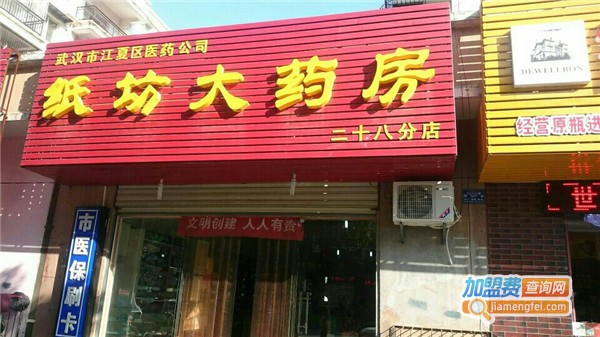 武汉市江夏区医药公司
纸坊大药房
二十八分店
市医保刷卡
文明创建 人人有责
DEWELLBON
经营原瓶进
世
加盟费查询网
jiamengfei.com